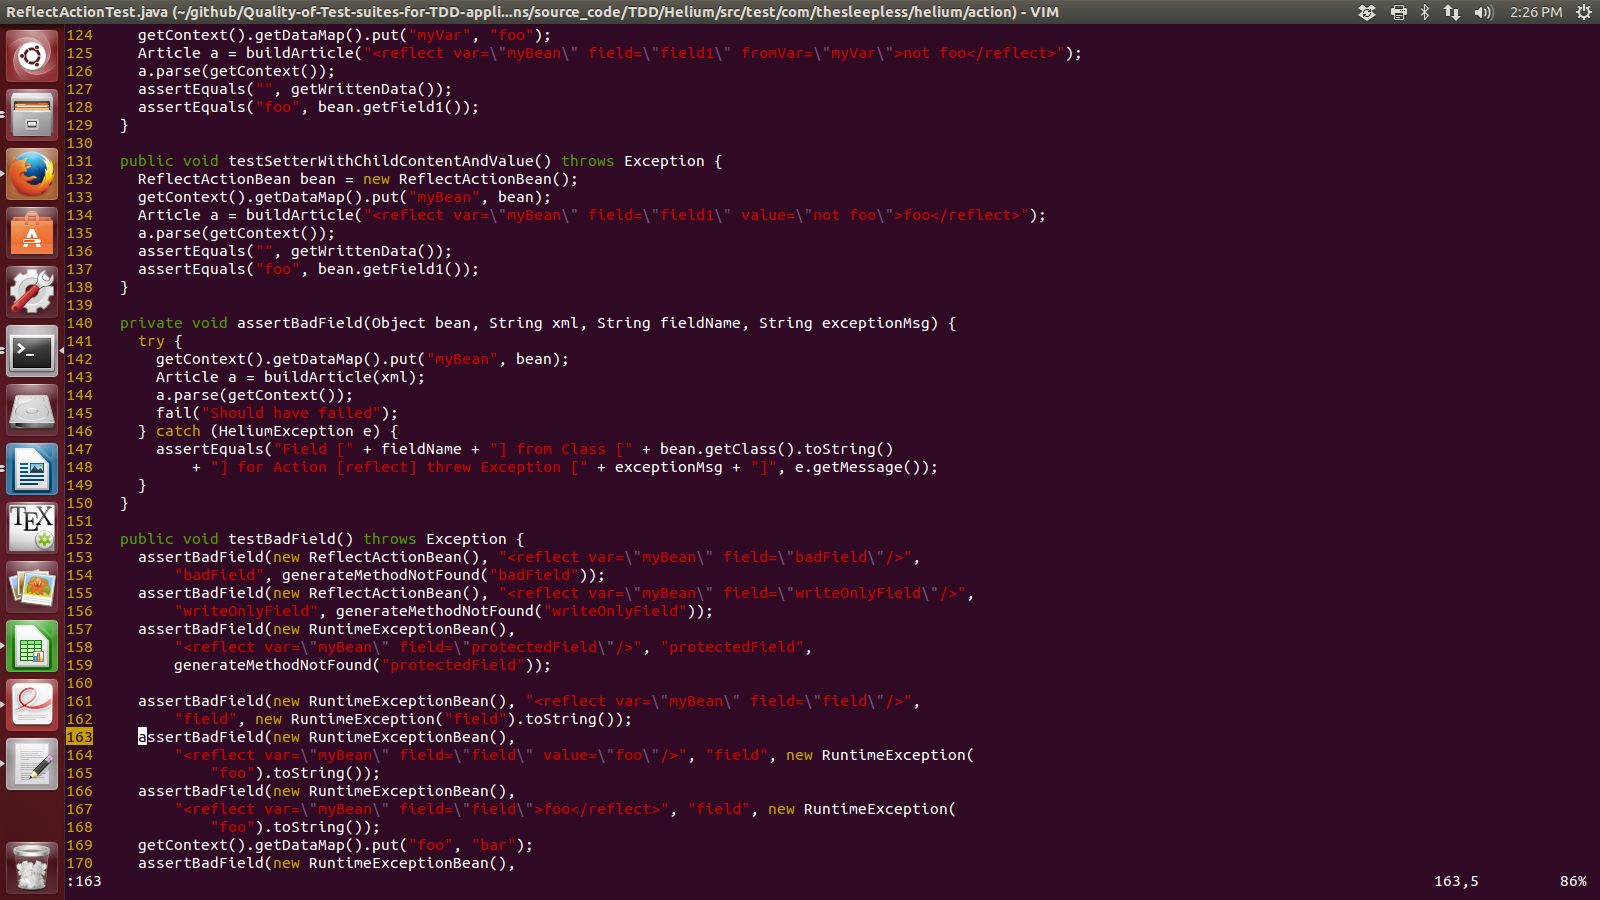 ReflectActionTest.java (~/github/Quality-of-Test-suites-for-TDD-appli...ns/source_code/TDD/Helium/src/test/com/thesleepless/helium/action) - VIM
2:26 PM
124     getContext().getDataMap().put("myVar", "foo");
125     Article a = buildArticle("<reflect var=\"myBean\" field=\"field1\" fromVar=\"myVar\">not foo</reflect>");
126     a.parse(getContext());
127     assertEquals("", getWrittenData());
128     assertEquals("foo", bean.getField1());
129   }
130
131   public void testSetterWithChildContentAndValue() throws Exception {
132     ReflectActionBean bean = new ReflectActionBean();
133     getContext().getDataMap().put("myBean", bean);
134     Article a = buildArticle("<reflect var=\"myBean\" field=\"field1\" value=\"not foo\">foo</reflect>");
135     a.parse(getContext());
136     assertEquals("", getWrittenData());
137     assertEquals("foo", bean.getField1());
138   }
139
140   private void assertBadField(Object bean, String xml, String fieldName, String exceptionMsg) {
141     try {
142       getContext().getDataMap().put("myBean", bean);
143       Article a = buildArticle(xml);
144       a.parse(getContext());
145       fail("Should have failed");
146     } catch (HeliumException e) {
147       assertEquals("Field [" + fieldName + "] from Class [" + bean.getClass().toString()
148           + "] for Action [reflect] threw Exception [" + exceptionMsg + "]", e.getMessage());
149     }
150   }
151
152   public void testBadField() throws Exception {
153     assertBadField(new ReflectActionBean(), "<reflect var=\"myBean\" field=\"badField\"/>",
154         "badField", generateMethodNotFound("badField"));
155     assertBadField(new ReflectActionBean(), "<reflect var=\"myBean\" field=\"writeOnlyField\"/>",
156         "writeOnlyField", generateMethodNotFound("writeOnlyField"));
157     assertBadField(new RuntimeExceptionBean(),
158         "<reflect var=\"myBean\" field=\"protectedField\"/>", "protectedField",
159         generateMethodNotFound("protectedField"));
160
161     assertBadField(new RuntimeExceptionBean(), "<reflect var=\"myBean\" field=\"field\"/>",
162         "field", new RuntimeException("field").toString());
163     assertBadField(new RuntimeExceptionBean(),
164         "<reflect var=\"myBean\" field=\"field\" value=\"foo\"/>", "field", new RuntimeException(
165             "foo").toString());
166     assertBadField(new RuntimeExceptionBean(),
167         "<reflect var=\"myBean\" field=\"field\">foo</reflect>", "field", new RuntimeException(
168             "foo").toString());
169     getContext().getDataMap().put("foo", "bar");
170     assertBadField(new RuntimeExceptionBean(),
:163
163,5
86%
TEX